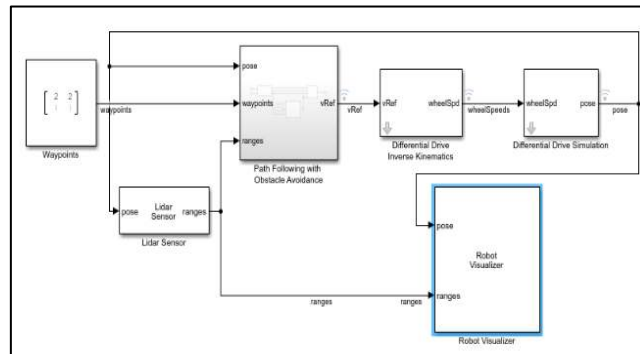 2 2
waypoints
Waypoints
pose
waypoints
ranges
vRef
vRef
Path Following with
Obstacle Avoidance
vRef
wheelSpd
wheelSpeeds
Differential Drive
Inverse Kinematics
wheelSpd
pose
pose
Differential Drive Simulation
pose
Lidar
Sensor
ranges
Lidar Sensor
pose
Robot
Visualizer
ranges
ranges
ranges
Robot Visualizer